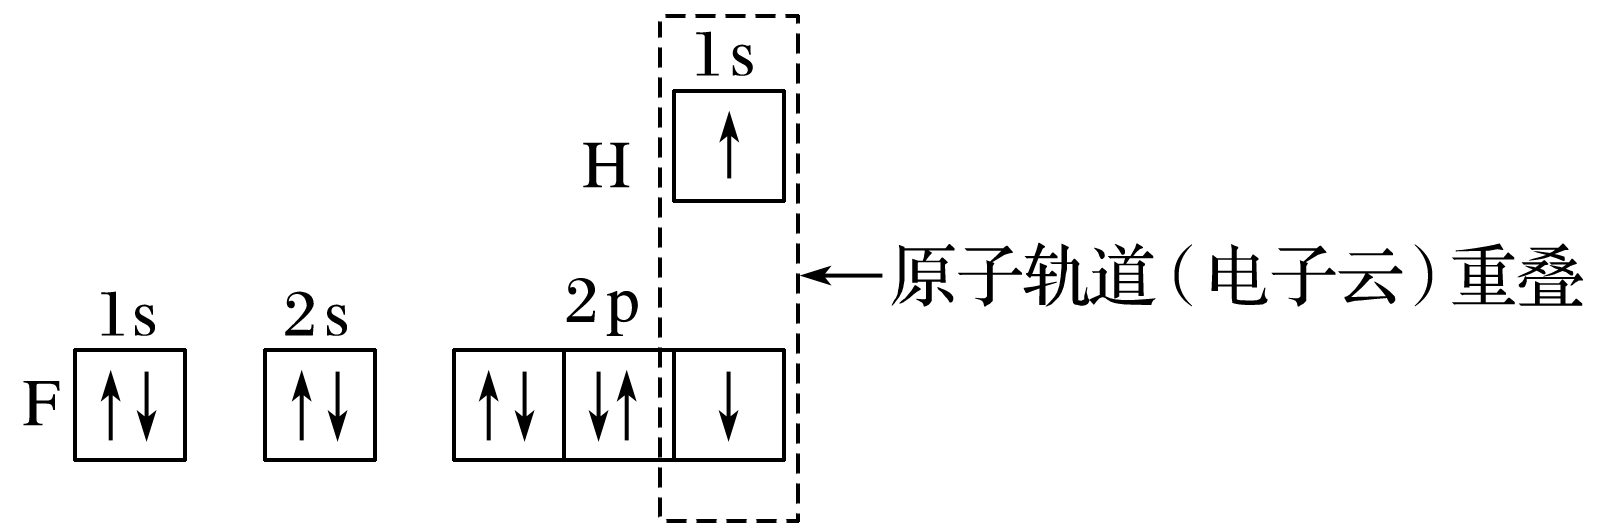 1s
H ↑
原子轨道(电子云)重叠
1s 2s 2p
F ↑↓ ↑↓ ↑↓ ↓↑ ↓